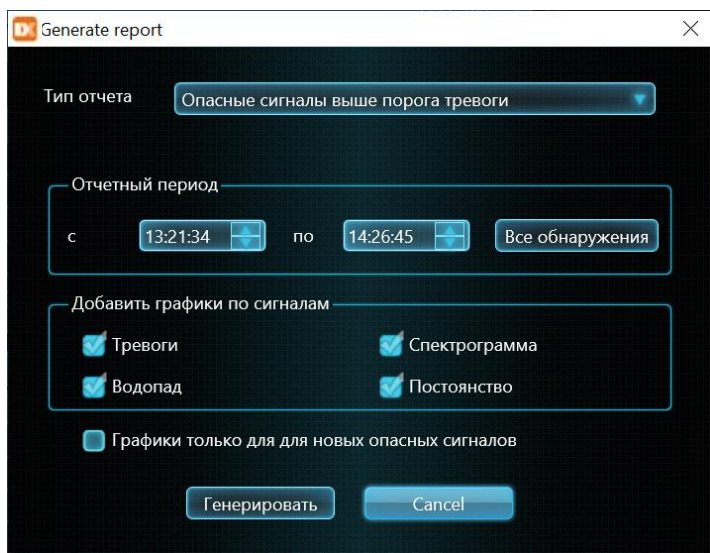 DX Generate report
Тип отчета Опасные сигналы выше порога тревоги
Отчетный период
с 13:21:34 по 14:26:45 Все обнаружения
Добавить графики по сигналам
Тревоги Спектрограмма
Водопад Постоянство
Графики только для для новых опасных сигналов
Генерировать Cancel